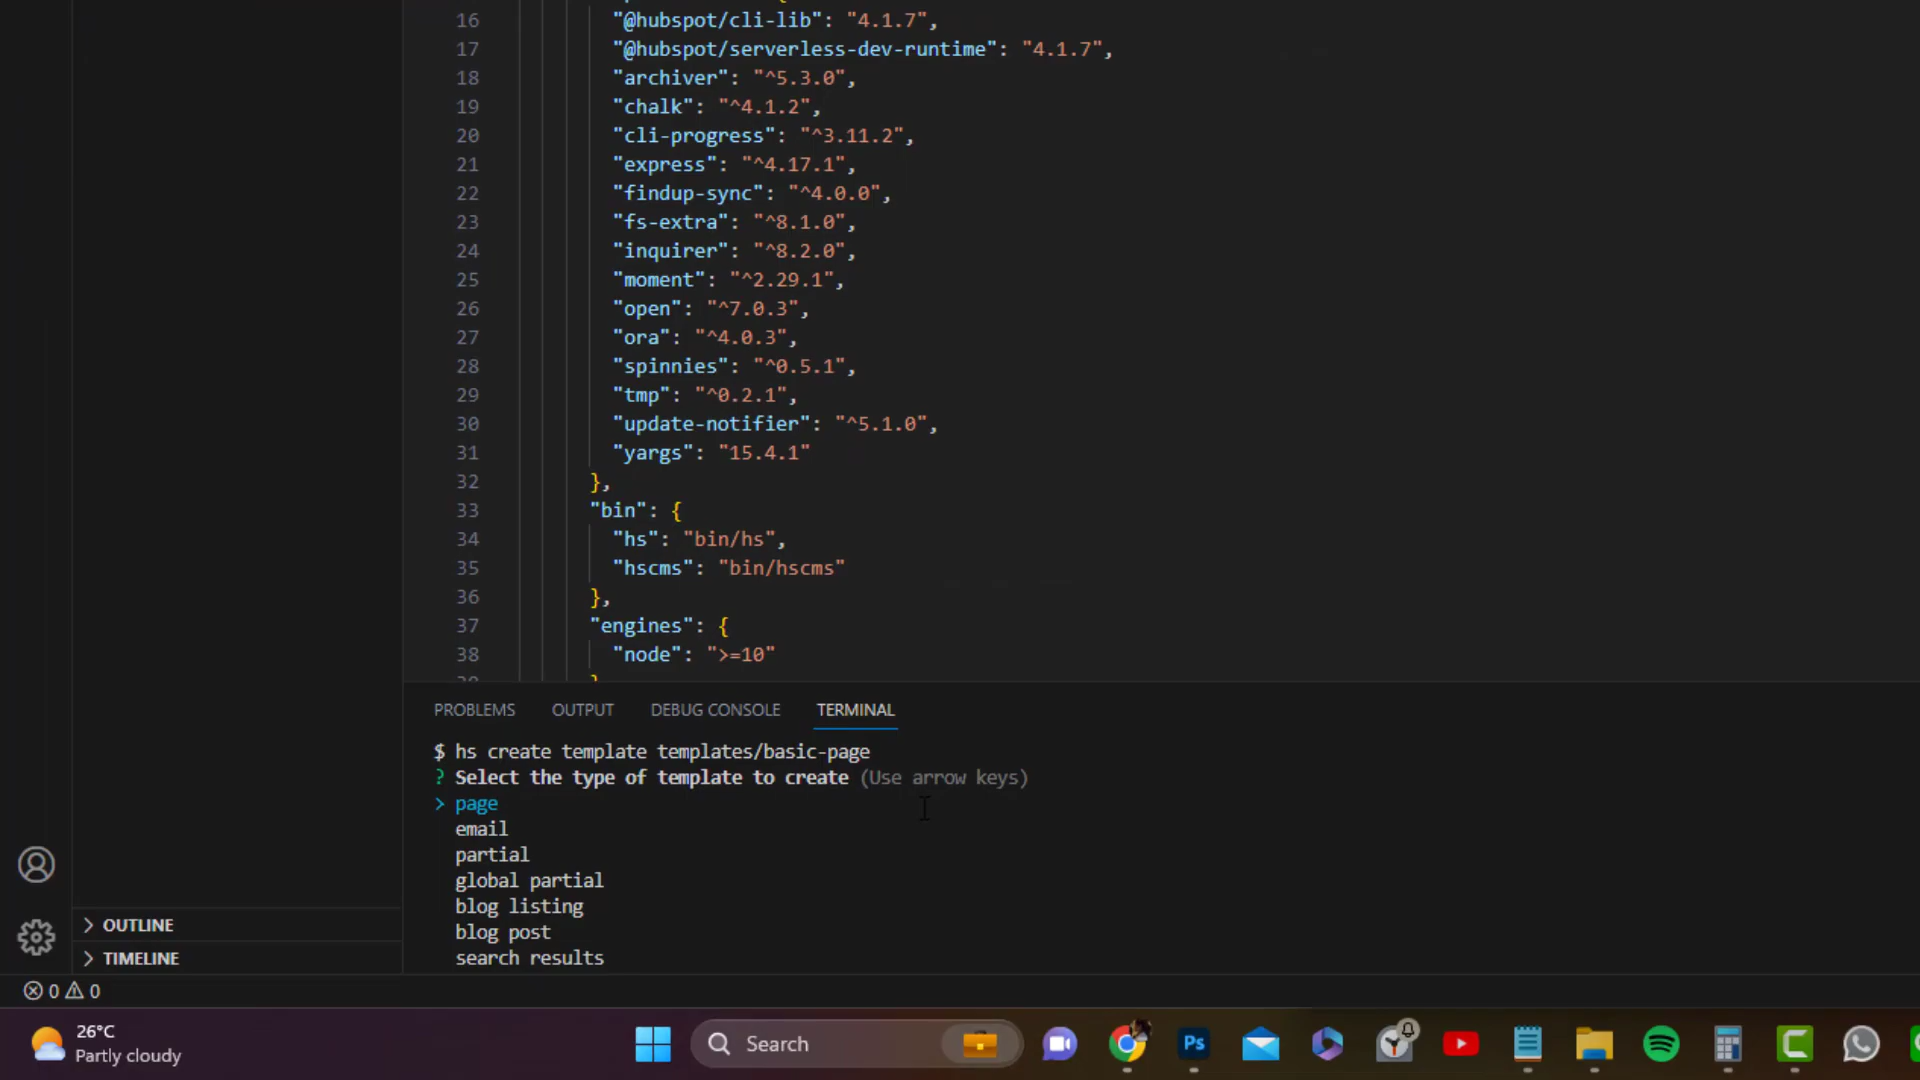 16 "@hubspot/cli-lib": "4.1.7",
17 "@hubspot/serverless-dev-runtime": "4.1.7",
18 "archiver": "^5.3.0",
19 "chalk": "^4.1.2",
20 "cli-progress": "^3.11.2",
21 "express": "^4.17.1",
22 "findup-sync": "^4.0.0",
23 "fs-extra": "^8.1.0",
24 "inquirer": "^8.2.0",
25 "moment": "^2.29.1",
26 "open": "^7.0.3",
27 "ora": "^4.0.3",
28 "spinnies": "^0.5.1",
29 "tmp": "^0.2.1",
30 "update-notifier": "^5.1.0",
31 "yargs": "15.4.1"
32 },
33 "bin": {
34 "hs": "bin/hs",
35 "hscms": "bin/hscms"
36 },
37 "engines": {
38 "node": ">=10"
PROBLEMS OUTPUT DEBUG CONSOLE TERMINAL
$ hs create template templates/basic-page
? Select the type of template to create (Use arrow keys)
> page
email
partial
global partial
blog listing
blog post
search results
OUTLINE
TIMELINE
0 0
26°C
Partly cloudy
Search
Ps